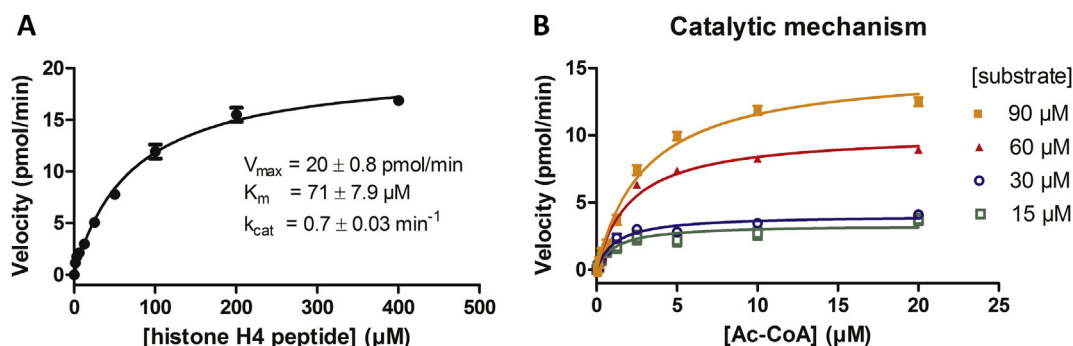 A
Velocity (pmol/min)
20
15
10
5
0
V_max = 20 ± 0.8 pmol/min
K_m = 71 ± 7.9 µM
k_cat = 0.7 ± 0.03 min⁻¹
0 100 200 300 400 500
[histone H4 peptide] (µM)
B
Catalytic mechanism
Velocity (pmol/min)
15
10
5
0
0 5 10 15 20 25
[Ac-CoA] (µM)
[substrate]
90 µM
60 µM
30 µM
15 µM